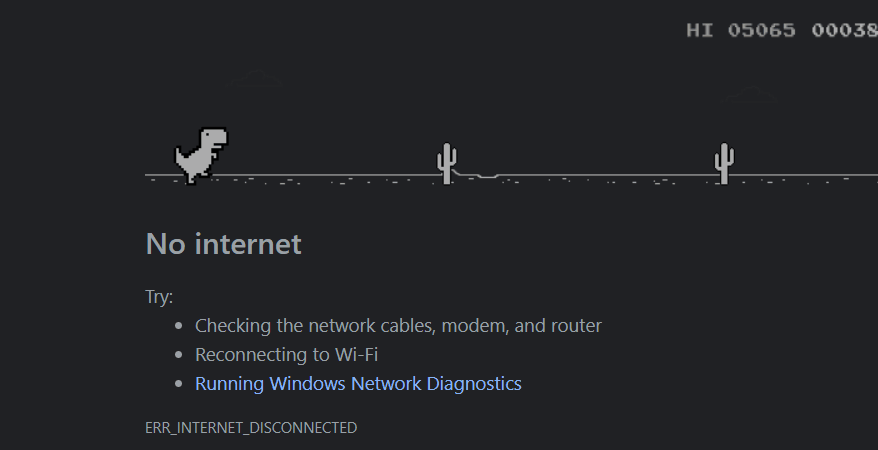 HI 05065 00038
No internet
Try:
• Checking the network cables, modem, and router
• Reconnecting to Wi-Fi
• Running Windows Network Diagnostics
ERR_INTERNET_DISCONNECTED